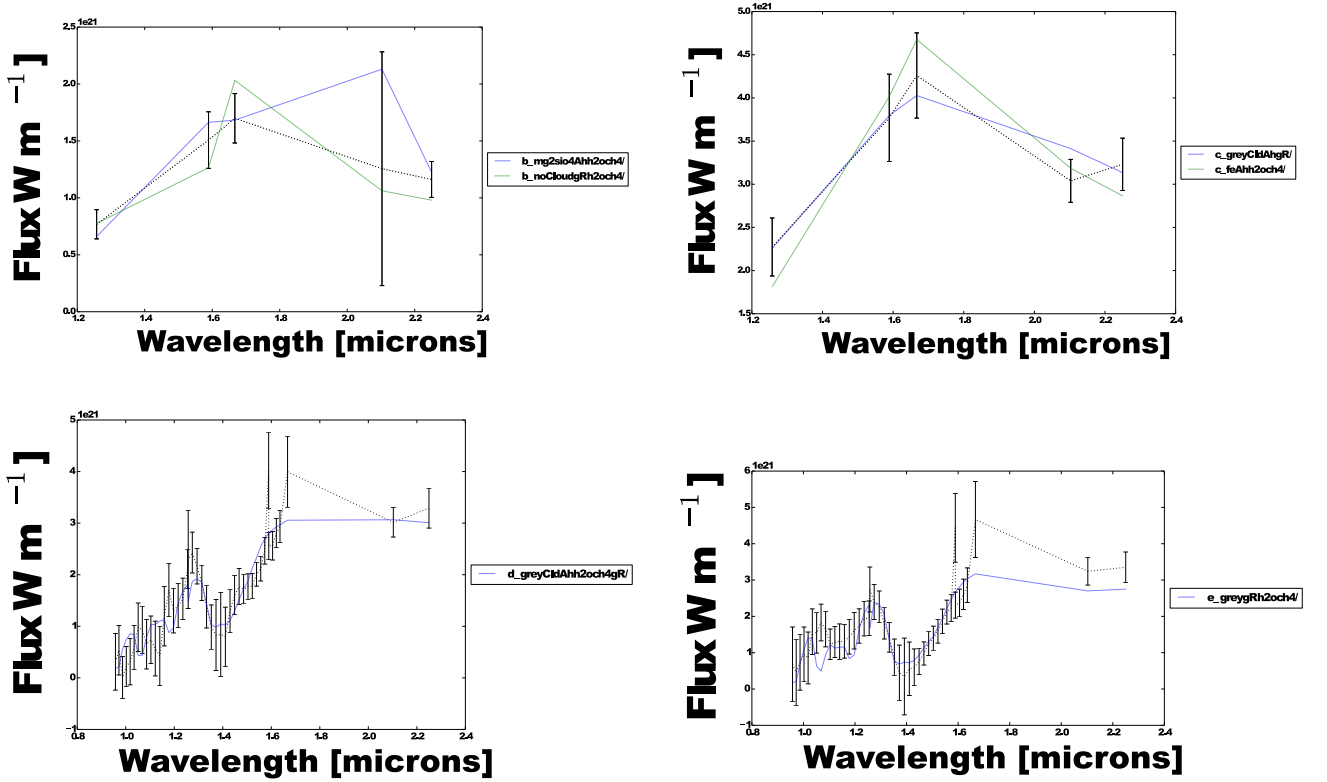 1e21
2.5
2.0
1.5
1.0
0.5
0.0
1.2 1.4 1.6 1.8 2.0 2.2 2.4
Flux W m −1 ]
Wavelength [microns]
b_mg2sio4Ahh2och4/
b_noCloudgRh2och4/
1e21
5.0
4.5
4.0
3.5
3.0
2.5
2.0
1.5
1.2 1.4 1.6 1.8 2.0 2.2 2.4
Flux W m −1 ]
Wavelength [microns]
c_greyCldAhgR/
c_feAhh2och4/
1e21
5
4
3
2
1
0
−1
0.8 1.0 1.2 1.4 1.6 1.8 2.0 2.2 2.4
Flux W m −1 ]
Wavelength [microns]
d_greyCldAhh2och4gR/
1e21
6
5
4
3
2
1
0
−1
0.8 1.0 1.2 1.4 1.6 1.8 2.0 2.2 2.4
Flux W m −1 ]
Wavelength [microns]
e_greygRh2och4/